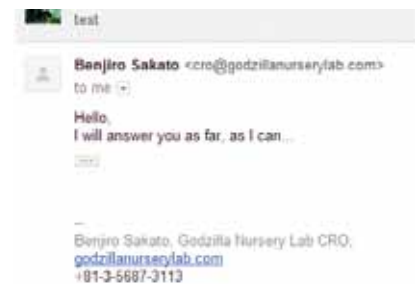 test
Benjiro Sakato <cro@godzillanurserylab.com>
to me
Hello,
I will answer you as far, as I can...
...
--
Benjiro Sakato, Godzilla Nursery Lab CRO,
godzillanurserylab.com
+81-3-5687-3113